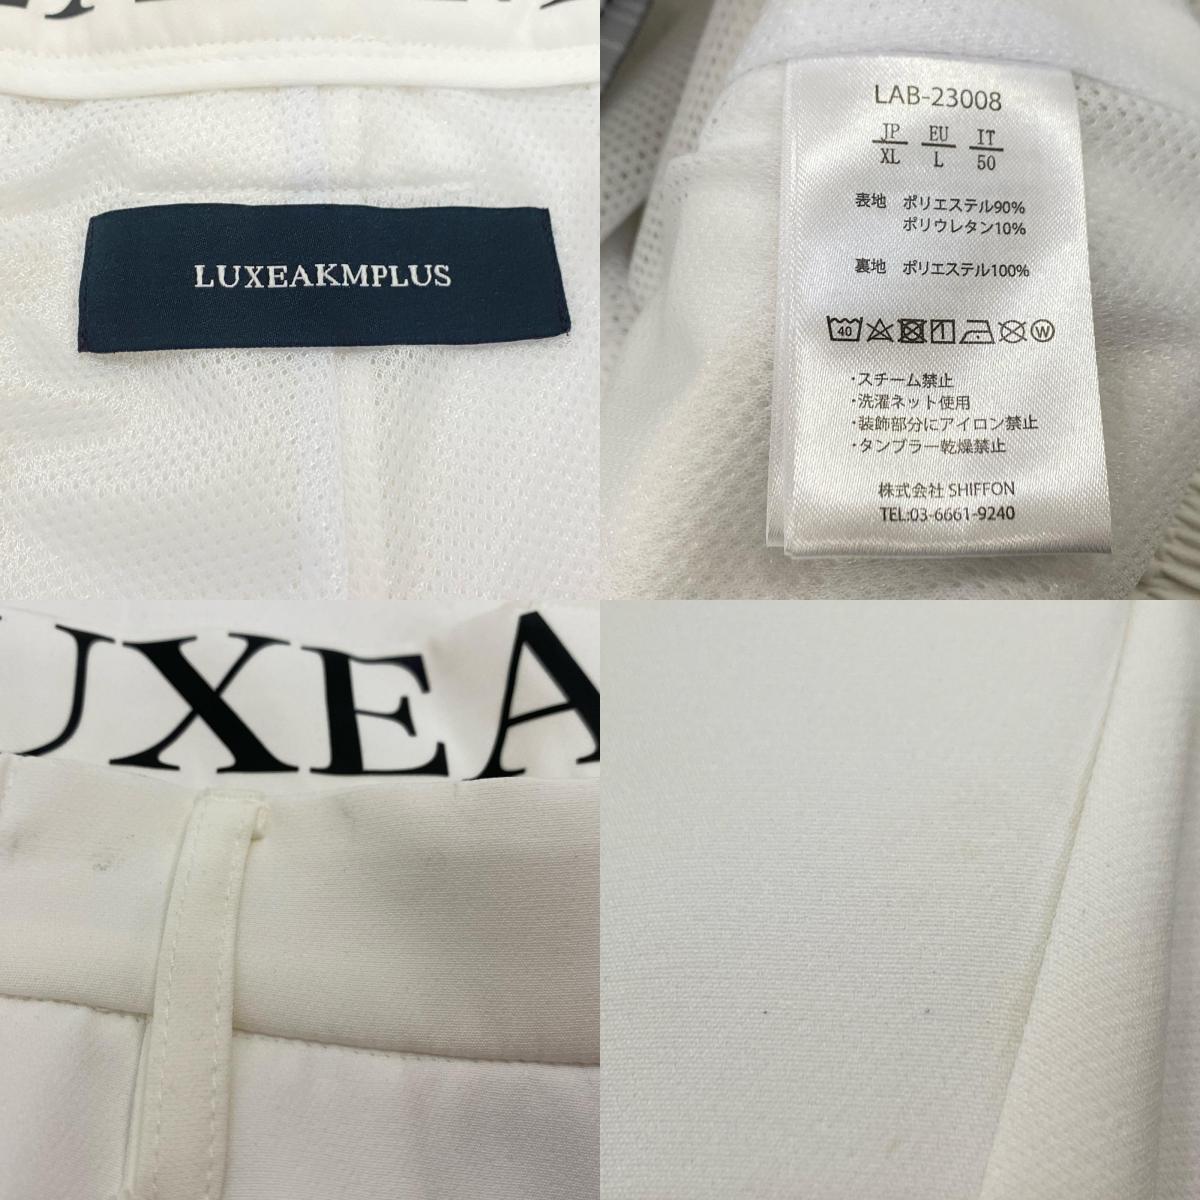 LUXEAKMPLUS
LAB-23008
JP EU IT
XL L 50
表地 ポリエステル90%
ポリウレタン10%
裏地 ポリエステル100%
40 W
・スチーム禁止
・洗濯ネット使用
・装飾部分にアイロン禁止
・タンブラー乾燥禁止
株式会社 SHIFFON
TEL:03-6661-9240
UXEA